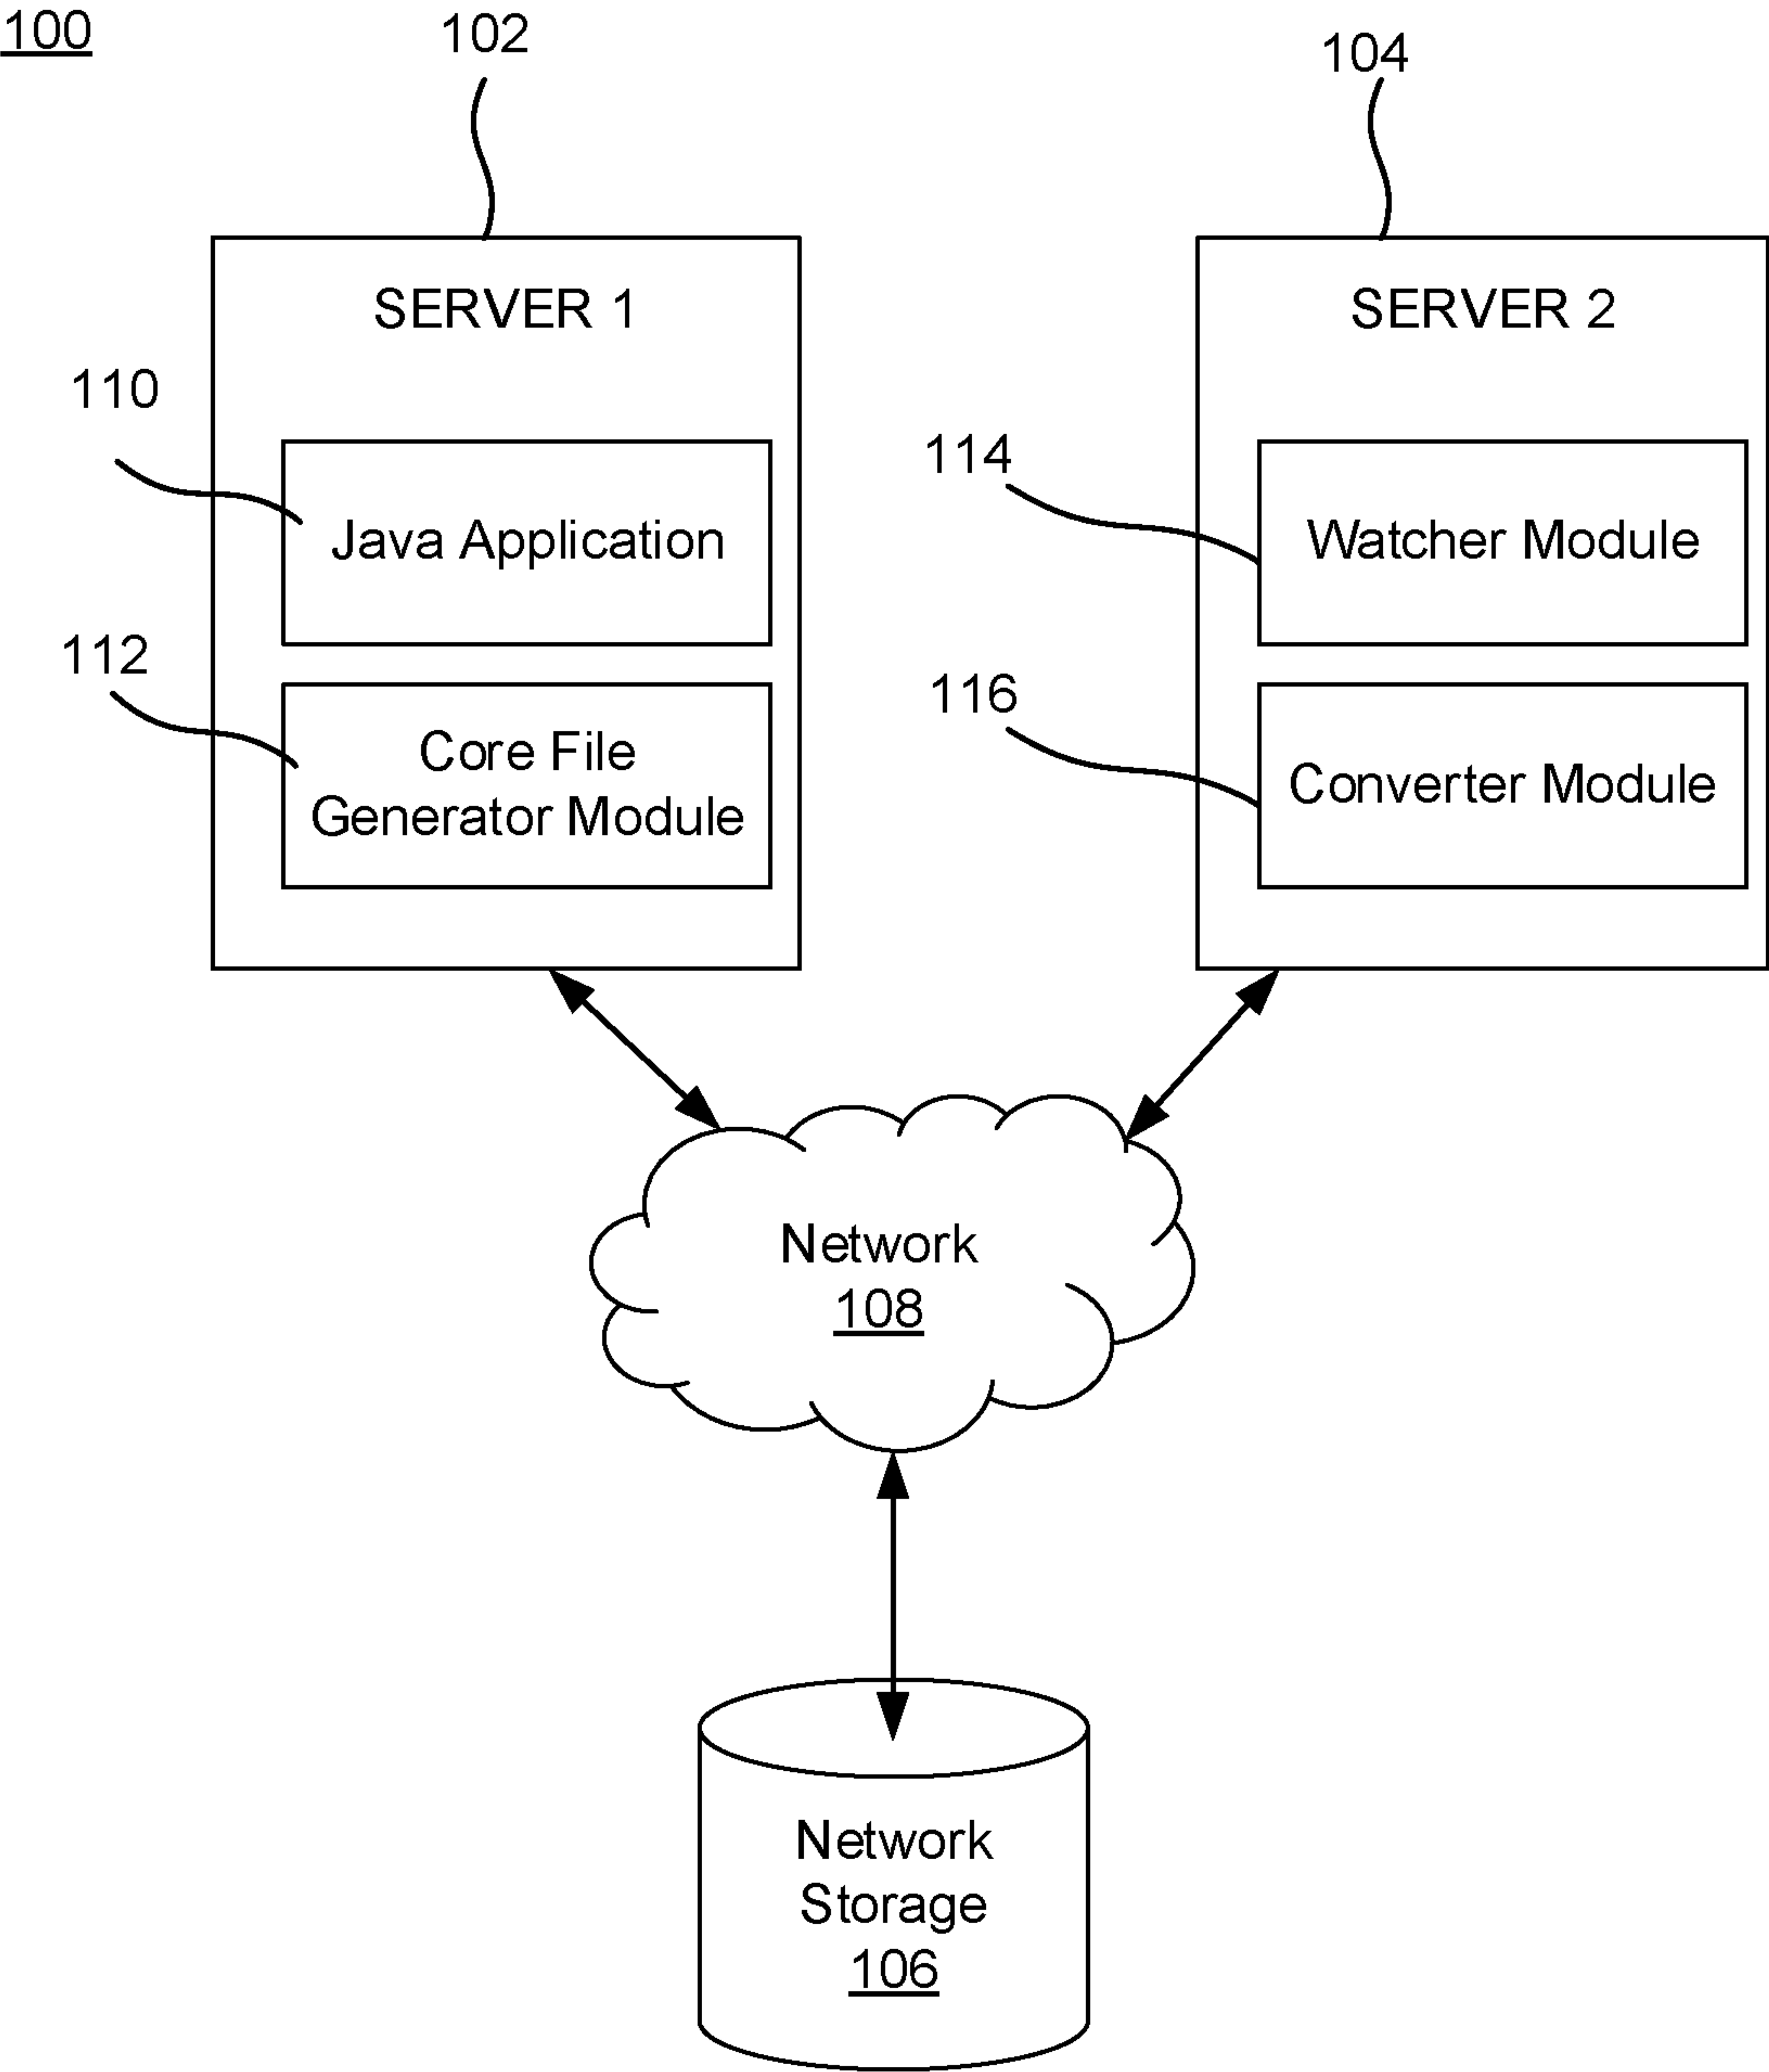 100
102
104
SERVER 1
SERVER 2
110
Java Application
114
Watcher Module
112
Core File
Generator Module
116
Converter Module
Network
108
Network
Storage
106